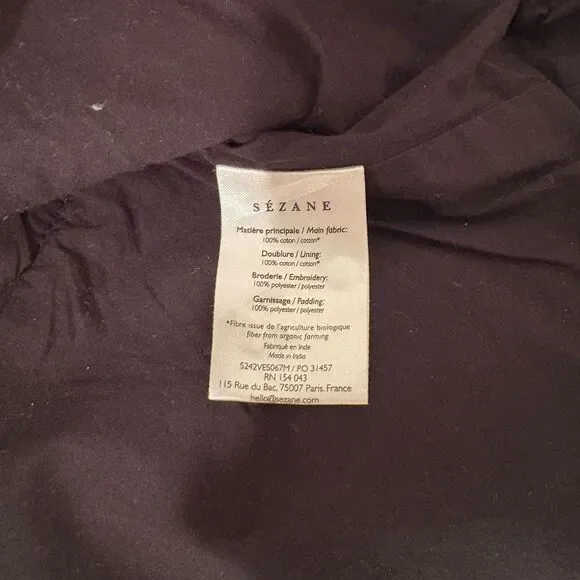 SÉZANE
Matière principale / Main fabric:
100% coton / cotton*
Doublure / Lining:
100% coton / cotton*
Broderie / Embroidery:
100% polyester / polyester
Garnissage / Padding:
100% polyester / polyester
*Fibre issue de l'agriculture biologique
fiber from organic farming
Fabriqué en Inde
Made in India
S242VES067M / PO 31457
RN 154 043
115 Rue du Bac, 75007 Paris. France
hello@sezane.com